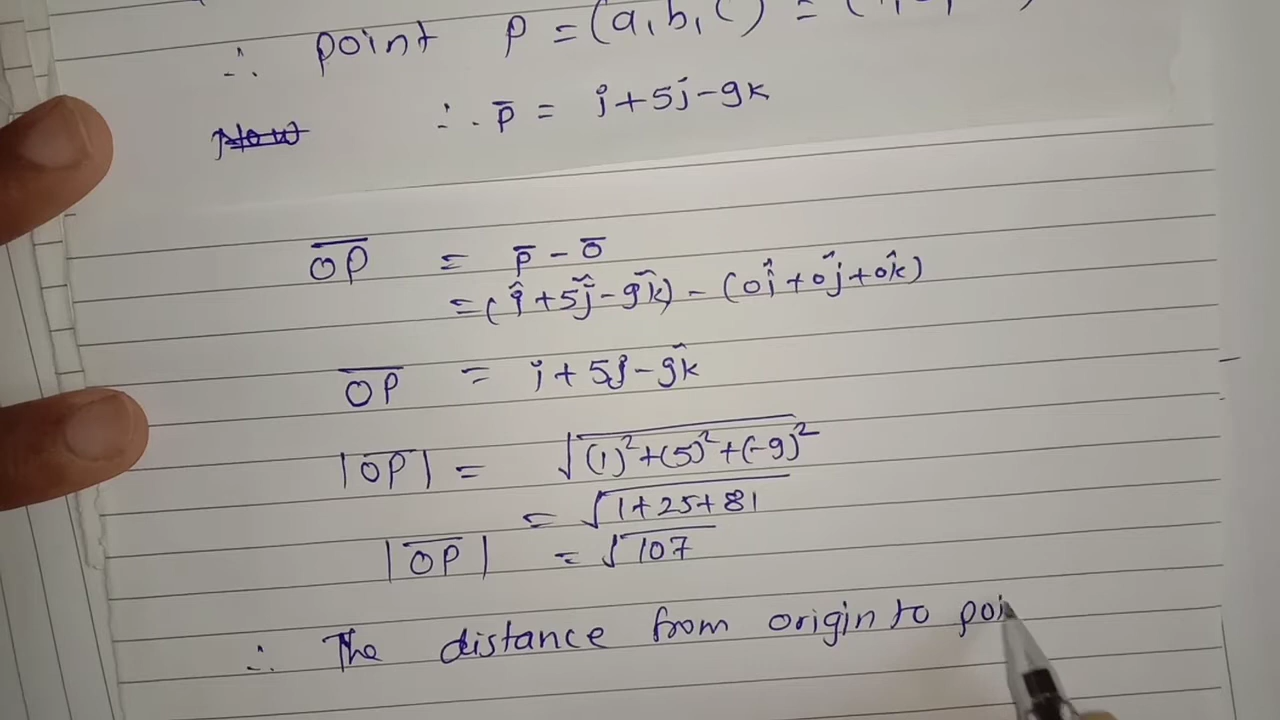 ∴ point P = (a, b, c) = (
Now ∴ p̄ = i + 5j - 9k
OP̅ = p̄ - ō
= (î + 5ĵ - 9k̂) - (0î + 0ĵ + 0k̂)
OP̅ = i + 5j - 9k̂
|OP̅| = √(1)² + (5)² + (-9)²
= √1 + 25 + 81
|OP̅| = √107
∴ The distance from origin to poi